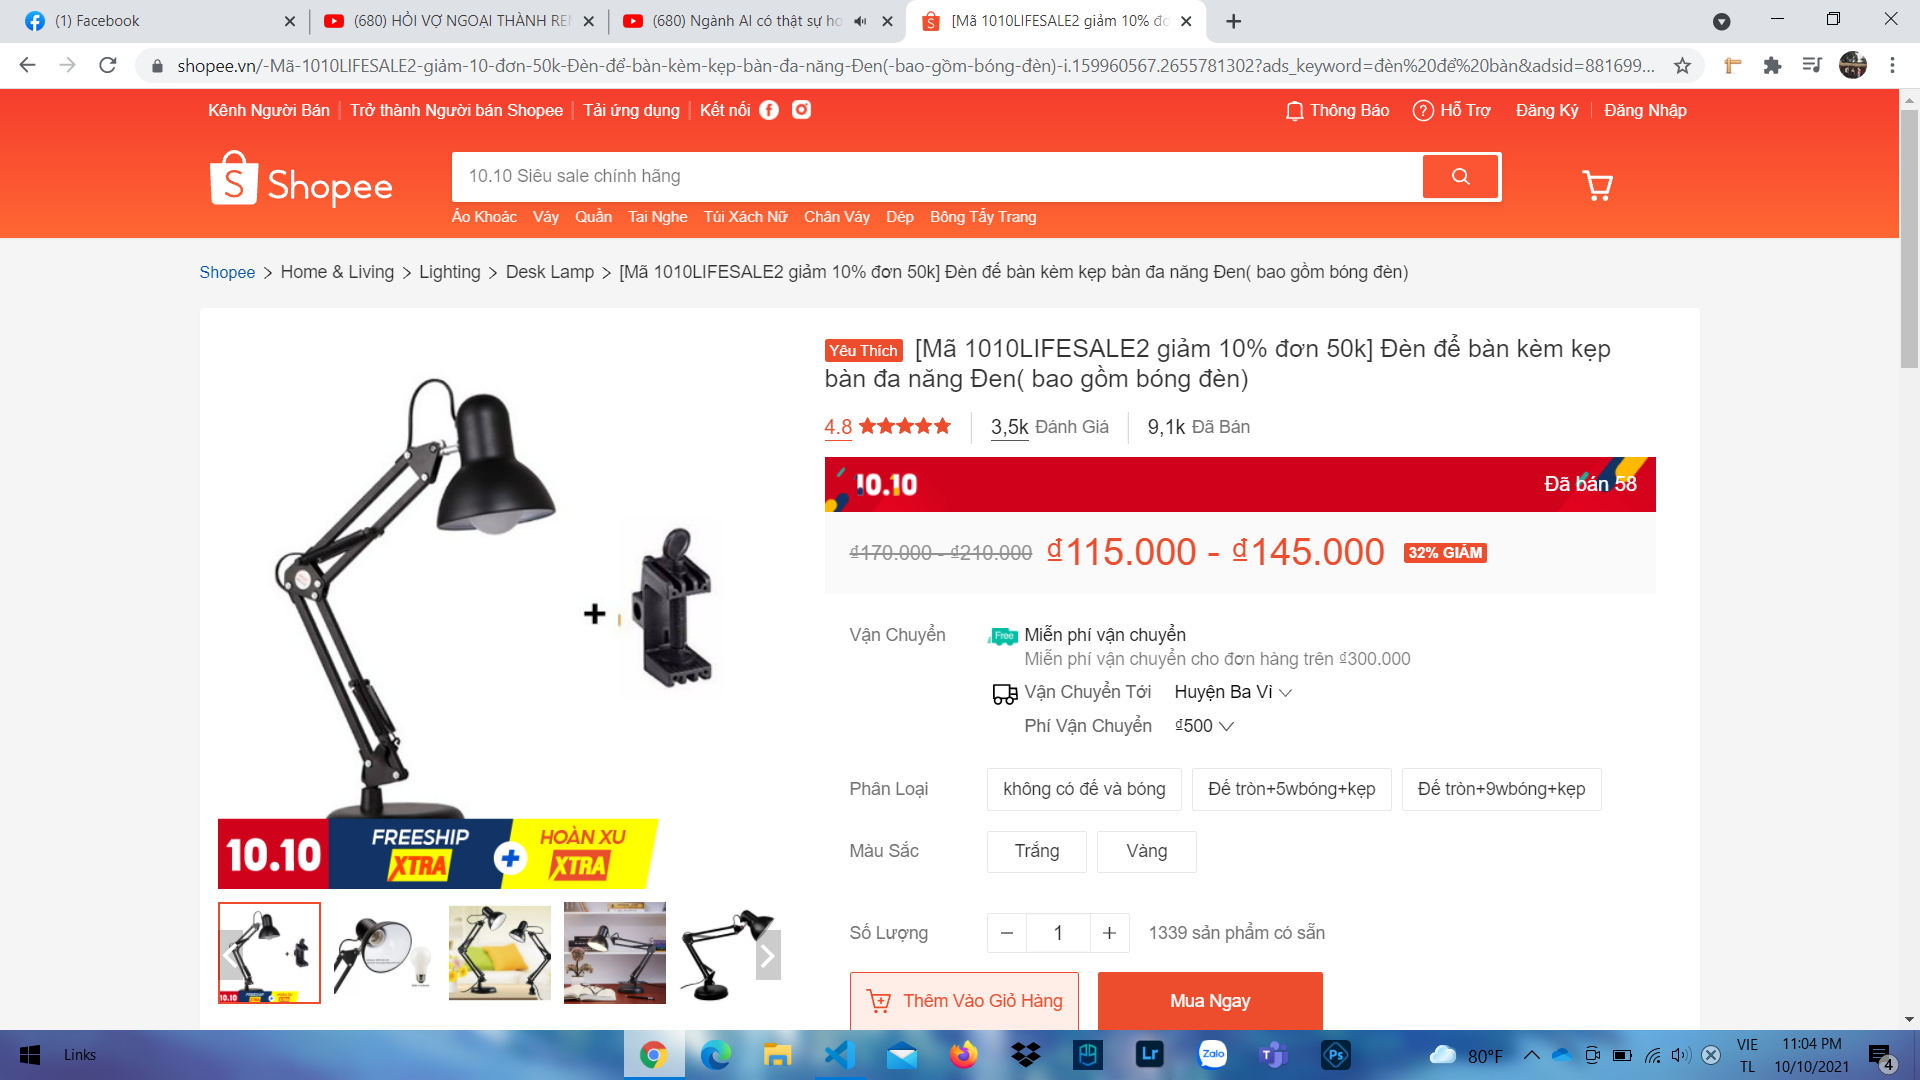 (1) Facebook
(680) HỒI VỢ NGOẠI THÀNH REI
(680) Ngành AI có thật sự ho
[Mã 1010LIFESALE2 giảm 10% đơ
shopee.vn/-Mã-1010LIFESALE2-giảm-10-đơn-50k-Đèn-để-bàn-kèm-kẹp-bàn-đa-năng-Đen(-bao-gồm-bóng-đèn)-i.159960567.2655781302?ads_keyword=đèn%20để%20bàn&adsid=881699...
Kênh Người Bán
Trở thành Người bán Shopee
Tải ứng dụng
Kết nối
Thông Báo
Hỗ Trợ
Đăng Ký
Đăng Nhập
Shopee
10.10 Siêu sale chính hãng
Áo Khoác Váy Quần Tai Nghe Túi Xách Nữ Chân Váy Dép Bông Tẩy Trang
Shopee > Home & Living > Lighting > Desk Lamp > [Mã 1010LIFESALE2 giảm 10% đơn 50k] Đèn để bàn kèm kẹp bàn đa năng Đen( bao gồm bóng đèn)
Yêu Thích [Mã 1010LIFESALE2 giảm 10% đơn 50k] Đèn để bàn kèm kẹp
bàn đa năng Đen( bao gồm bóng đèn)
4.8
3,5k Đánh Giá
9,1k Đã Bán
10.10
Đã bán 58
₫170.000 - ₫210.000 ₫115.000 - ₫145.000 32% GIẢM
Vận Chuyển
Free Miễn phí vận chuyển
Miễn phí vận chuyển cho đơn hàng trên ₫300.000
Vận Chuyển Tới Huyện Ba Vì
Phí Vận Chuyển ₫500
Phân Loại
không có đế và bóng
Đế tròn+5wbóng+kẹp
Đế tròn+9wbóng+kẹp
Màu Sắc
Trắng
Vàng
Số Lượng
1
1339 sản phẩm có sẵn
Thêm Vào Giỏ Hàng
Mua Ngay
+
10.10
FREESHIP
XTRA
+
HOÀN XU
XTRA
10.10
Links
Lr
Zalo
Ps
80°F
VIE
TL
11:04 PM
10/10/2021
4